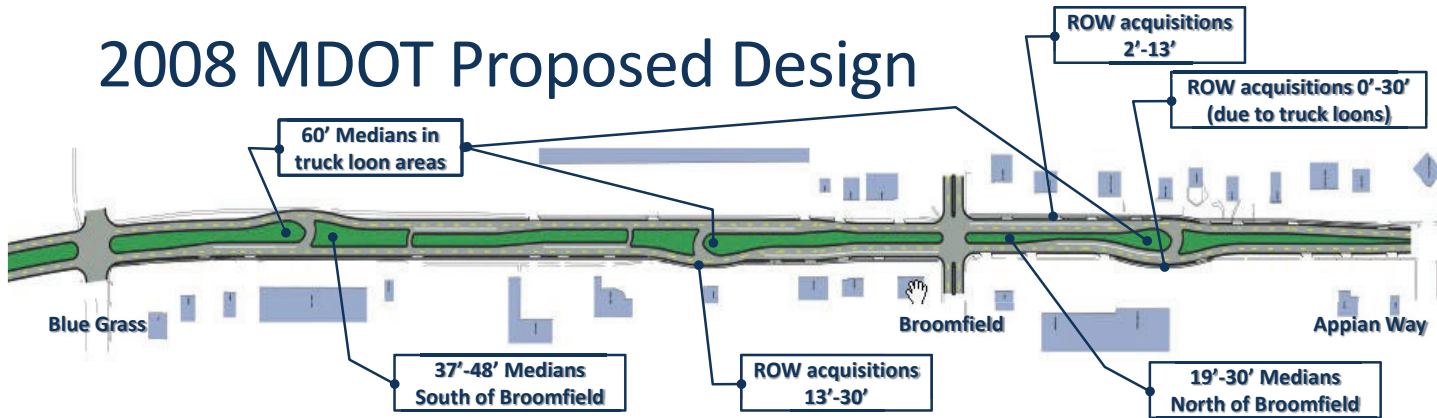 2008 MDOT Proposed Design
ROW acquisitions
2’-13’
ROW acquisitions 0’-30’
(due to truck loons)
60’ Medians in
truck loon areas
Blue Grass
Broomfield
Appian Way
37’-48’ Medians
South of Broomfield
ROW acquisitions
13’-30’
19’-30’ Medians
North of Broomfield